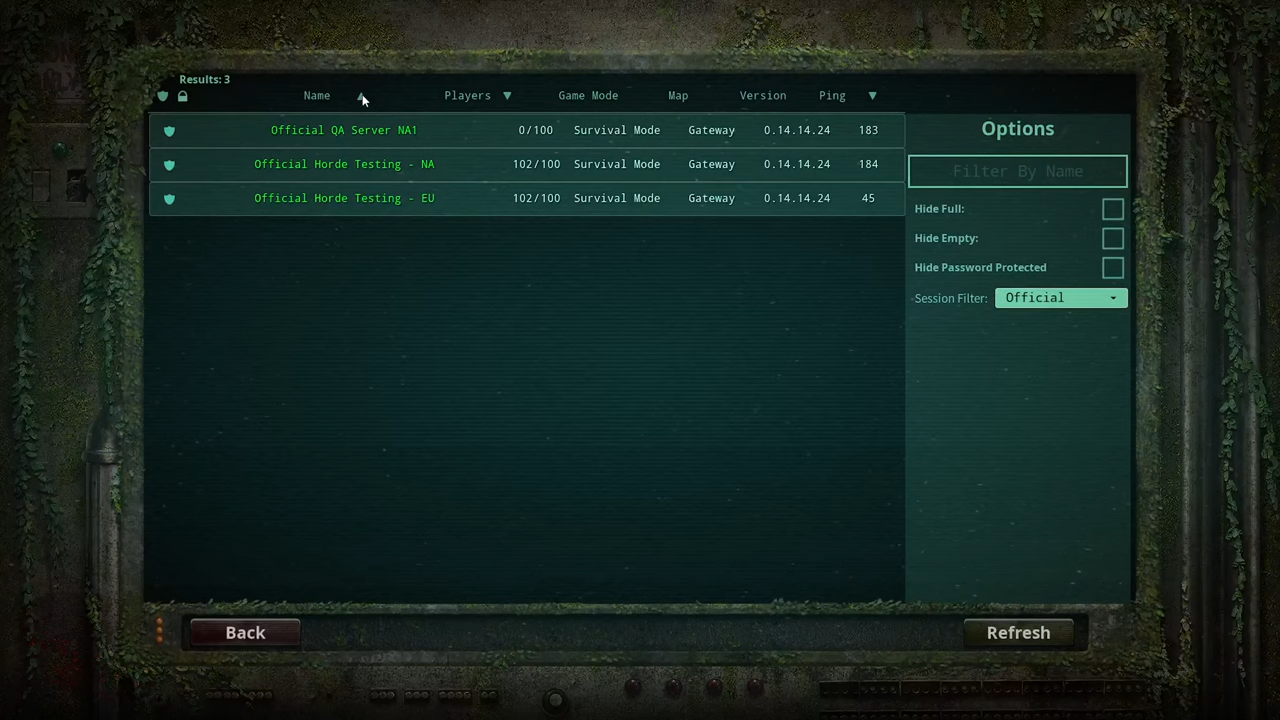 Results: 3
Name ▲ Players ▼ Game Mode Map Version Ping ▼
Official QA Server NA1 0/100 Survival Mode Gateway 0.14.14.24 183
Official Horde Testing - NA 102/100 Survival Mode Gateway 0.14.14.24 184
Official Horde Testing - EU 102/100 Survival Mode Gateway 0.14.14.24 45
Options
Filter By Name
Hide Full:
Hide Empty:
Hide Password Protected
Session Filter: Official
Back
Refresh